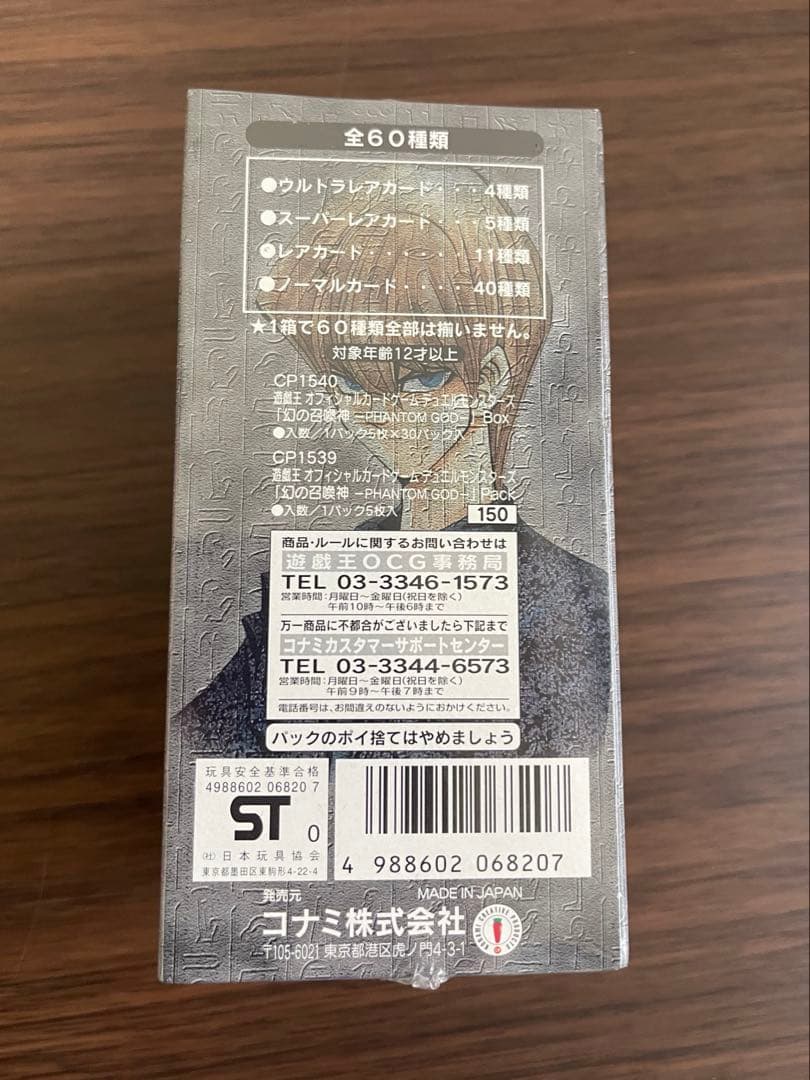 全60種類
●ウルトラレアカード・・・4種類
●スーパーレアカード・・・5種類
●レアカード・・・・・11種類
●ノーマルカード・・・・40種類
★1箱で60種類全部は揃いません。
対象年齢12才以上
CP1540
遊戯王 オフィシャルカードゲーム デュエルモンスターズ
「幻の召喚神 −PHANTOM GOD−」 Box
●入数/1パック5枚×30パック入
CP1539
遊戯王 オフィシャルカードゲーム デュエルモンスターズ
「幻の召喚神 −PHANTOM GOD−」 Pack
●入数/1パック5枚入
150
商品・ルールに関するお問い合わせは
遊戯王OCG事務局
TEL 03-3346-1573
営業時間:月曜日〜金曜日(祝日を除く)
午前10時〜午後6時まで
万一商品に不都合がございましたら下記まで
コナミカスタマーサポートセンター
TEL 03-3344-6573
営業時間:月曜日〜金曜日(祝日を除く)
午前9時〜午後7時まで
電話番号は、お間違えのないようにおかけください。
パックのポイ捨てはやめましょう
玩具安全基準合格
4988602 06820 7
ST 0
(社)日本玩具協会
東京都墨田区東駒形4-22-4
4 988602 068207
発売元
MADE IN JAPAN
コナミ株式会社
〒105-6021 東京都港区虎ノ門4-3-1